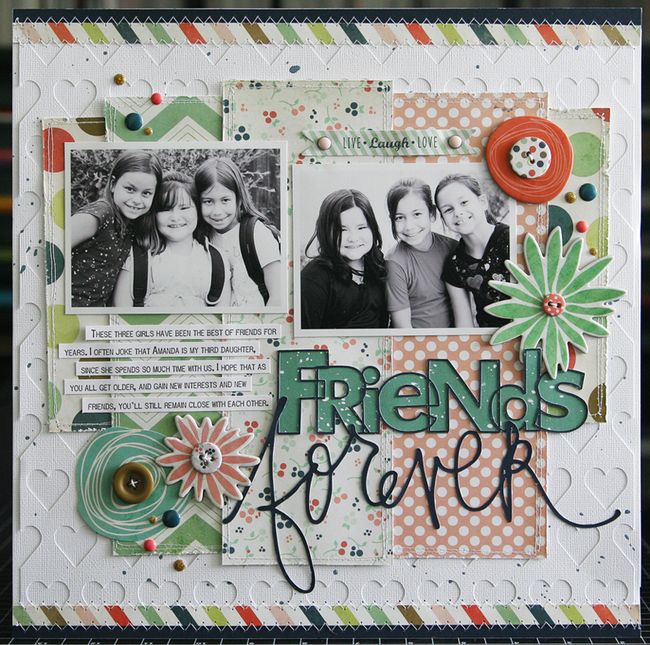 LIVE • Laugh • LOVE
THESE THREE GIRLS HAVE BEEN THE BEST OF FRIENDS FOR
YEARS. I OFTEN JOKE THAT AMANDA IS MY THIRD DAUGHTER,
SINCE SHE SPENDS SO MUCH TIME WITH US. I HOPE THAT AS
YOU ALL GET OLDER, AND GAIN NEW INTERESTS AND NEW
FRIENDS, YOU'LL STILL REMAIN CLOSE WITH EACH OTHER.
FRieNds
forever